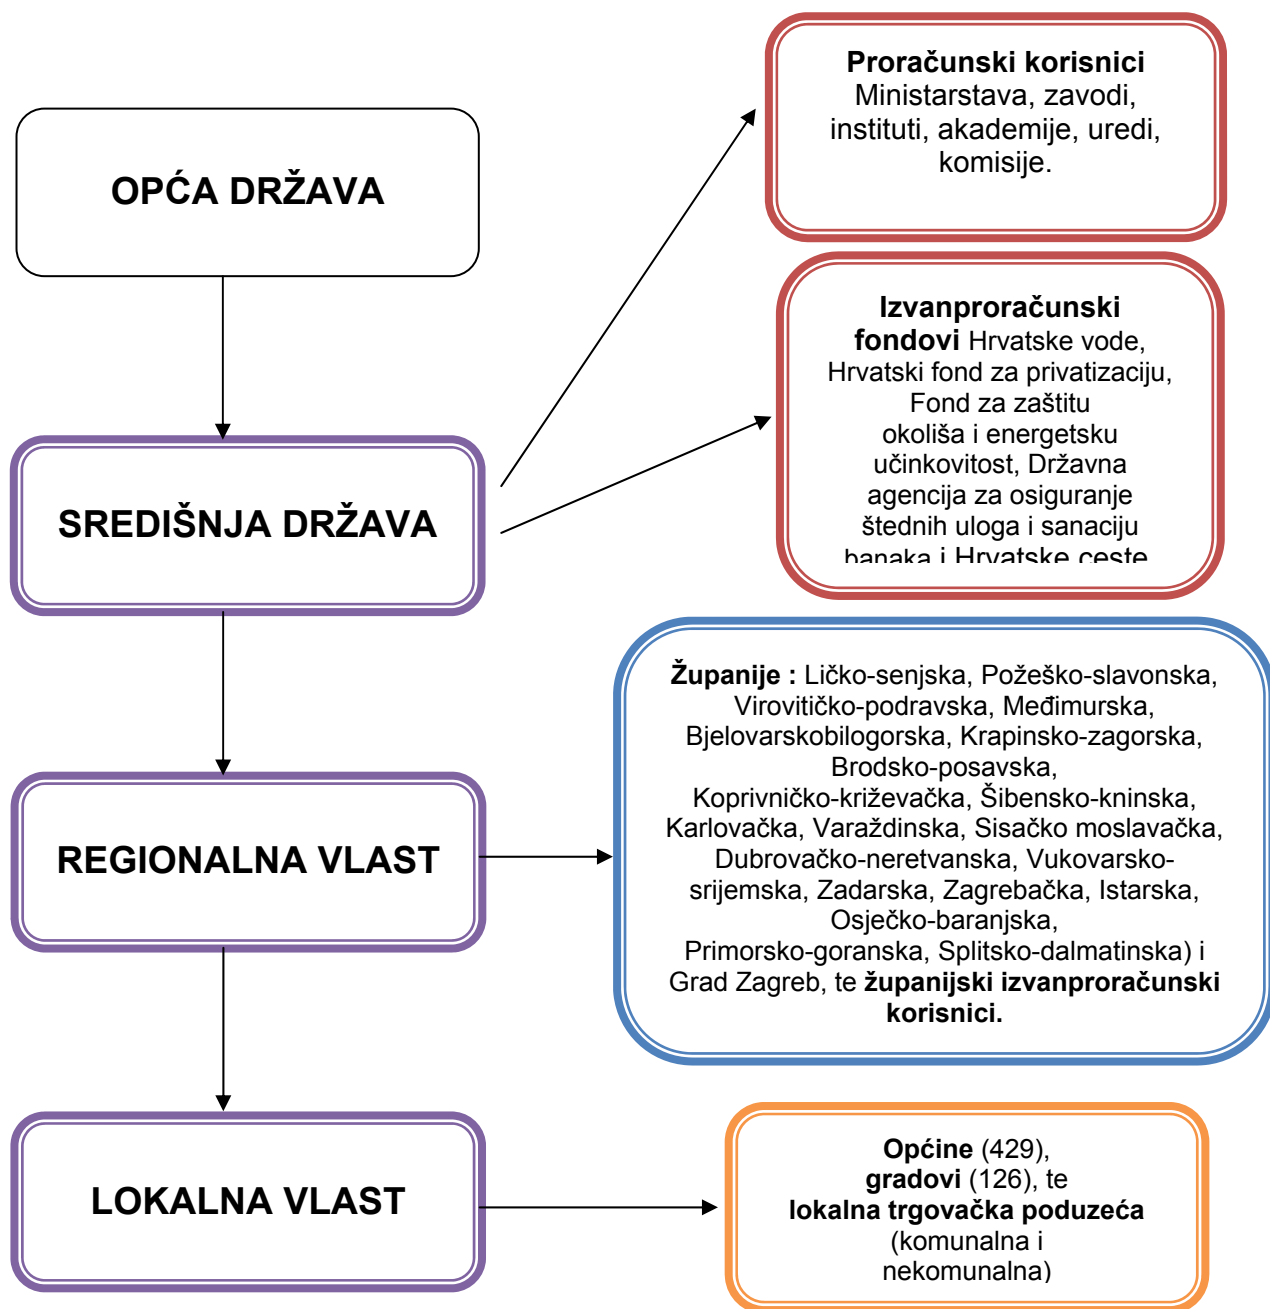 OPĆA DRŽAVA
Proračunski korisnici
Ministarstava, zavodi,
instituti, akademije, uredi,
komisije.
SREDIŠNJA DRŽAVA
Izvanproračunski
fondovi Hrvatske vode,
Hrvatski fond za privatizaciju,
Fond za zaštitu
okoliša i energetsku
učinkovitost, Državna
agencija za osiguranje
štednih uloga i sanaciju
banaka i Hrvatske ceste
REGIONALNA VLAST
Županije : Ličko-senjska, Požeško-slavonska,
Virovitičko-podravska, Međimurska,
Bjelovarskobilogorska, Krapinsko-zagorska,
Brodsko-posavska,
Koprivničko-križevačka, Šibensko-kninska,
Karlovačka, Varaždinska, Sisačko moslavačka,
Dubrovačko-neretvanska, Vukovarsko-
srijemska, Zadarska, Zagrebačka, Istarska,
Osječko-baranjska,
Primorsko-goranska, Splitsko-dalmatinska) i
Grad Zagreb, te županijski izvanproračunski
korisnici.
LOKALNA VLAST
Općine (429),
gradovi (126), te
lokalna trgovačka poduzeća
(komunalna i
nekomunalna)